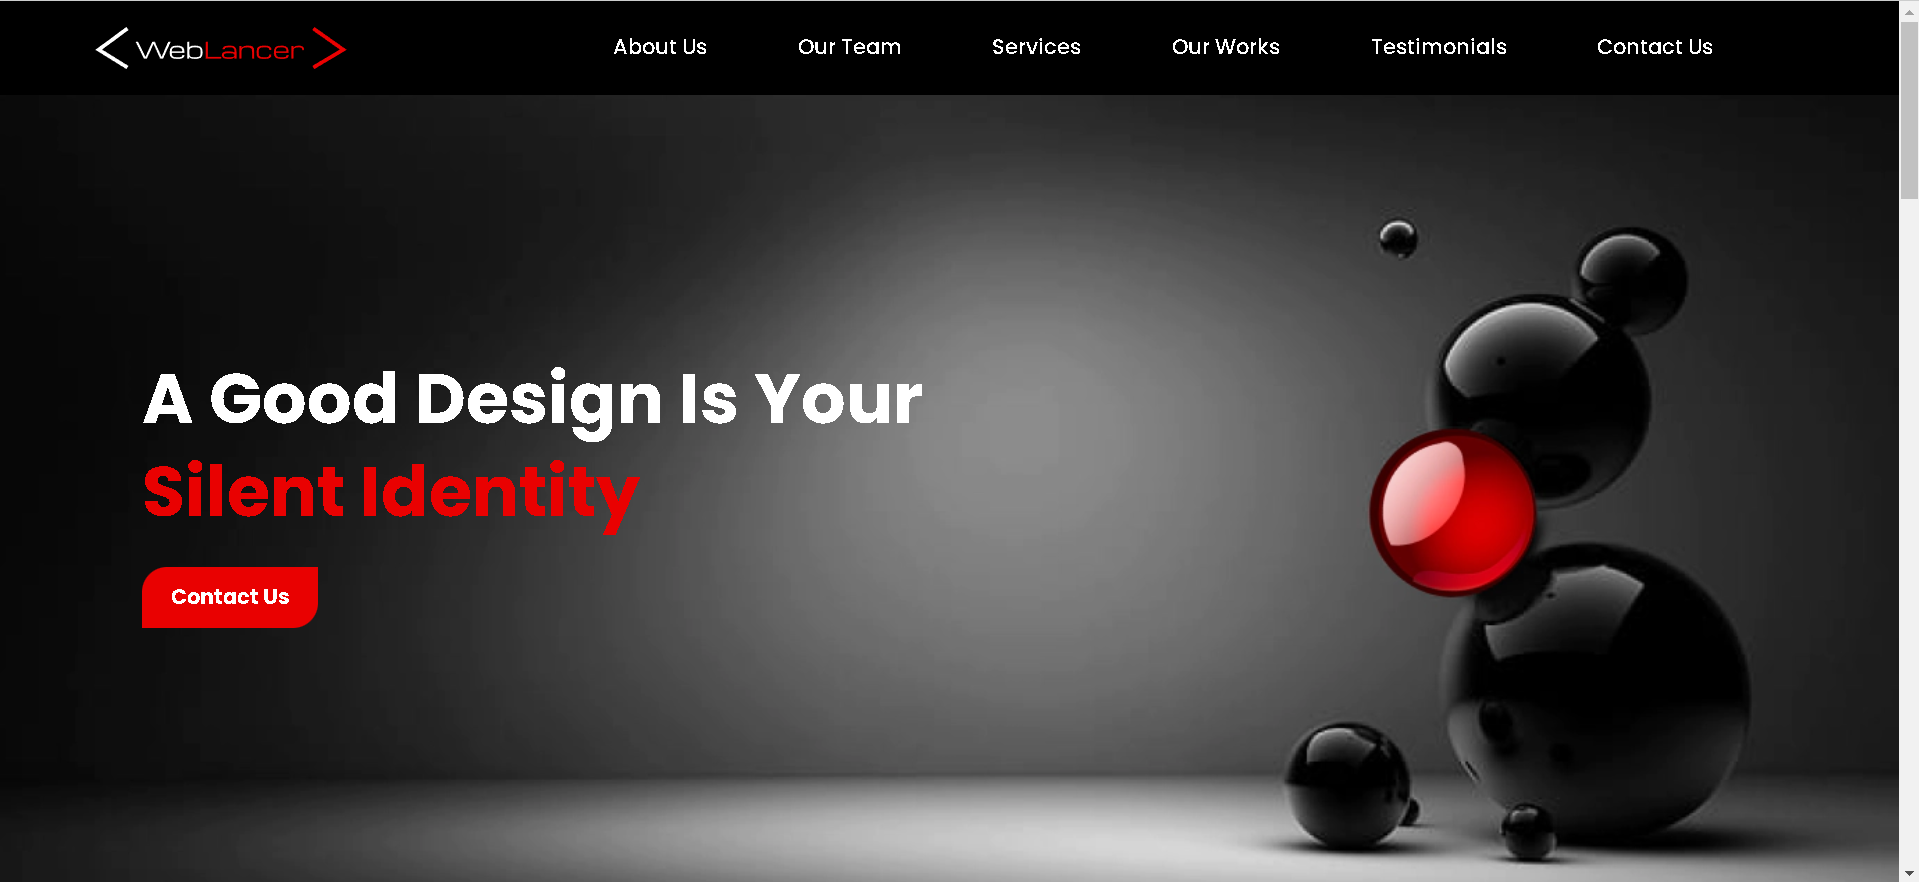 WebLancer
About Us
Our Team
Services
Our Works
Testimonials
Contact Us
A Good Design Is Your
Silent Identity
Contact Us